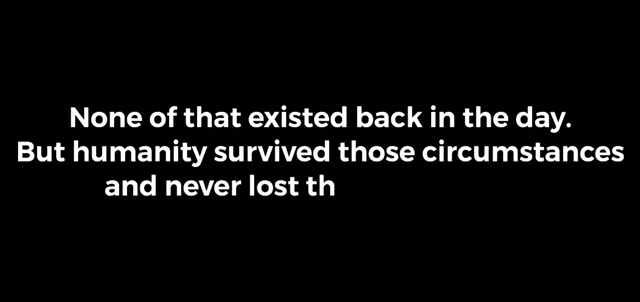 None of that existed back in the day.
But humanity survived those circumstances
and never lost th